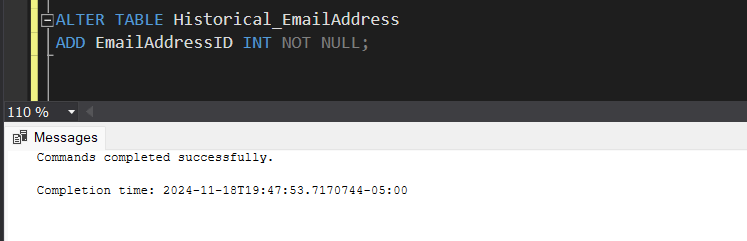 ALTER TABLE Historical_EmailAddress
ADD EmailAddressID INT NOT NULL;
110 %
Messages
Commands completed successfully.
Completion time: 2024-11-18T19:47:53.7170744-05:00